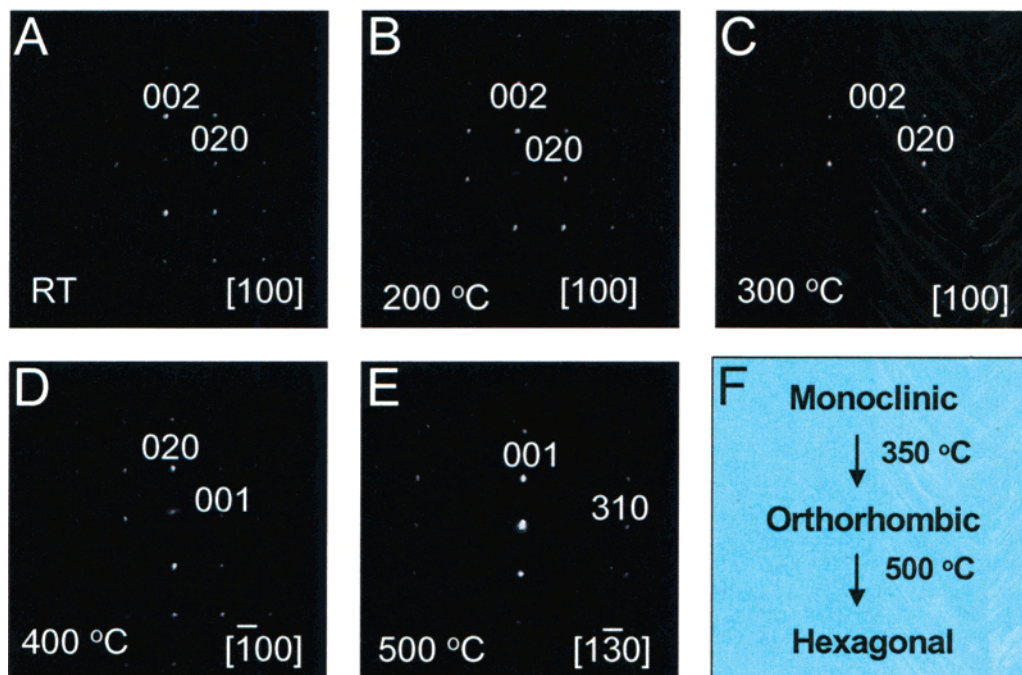 A
002
020
RT [100]
B
002
020
200 °C [100]
C
002
020
300 °C [100]
D
020
001
400 °C [1̅00]
E
001
310
500 °C [13̅0]
F
Monoclinic
350 °C
Orthorhombic
500 °C
Hexagonal